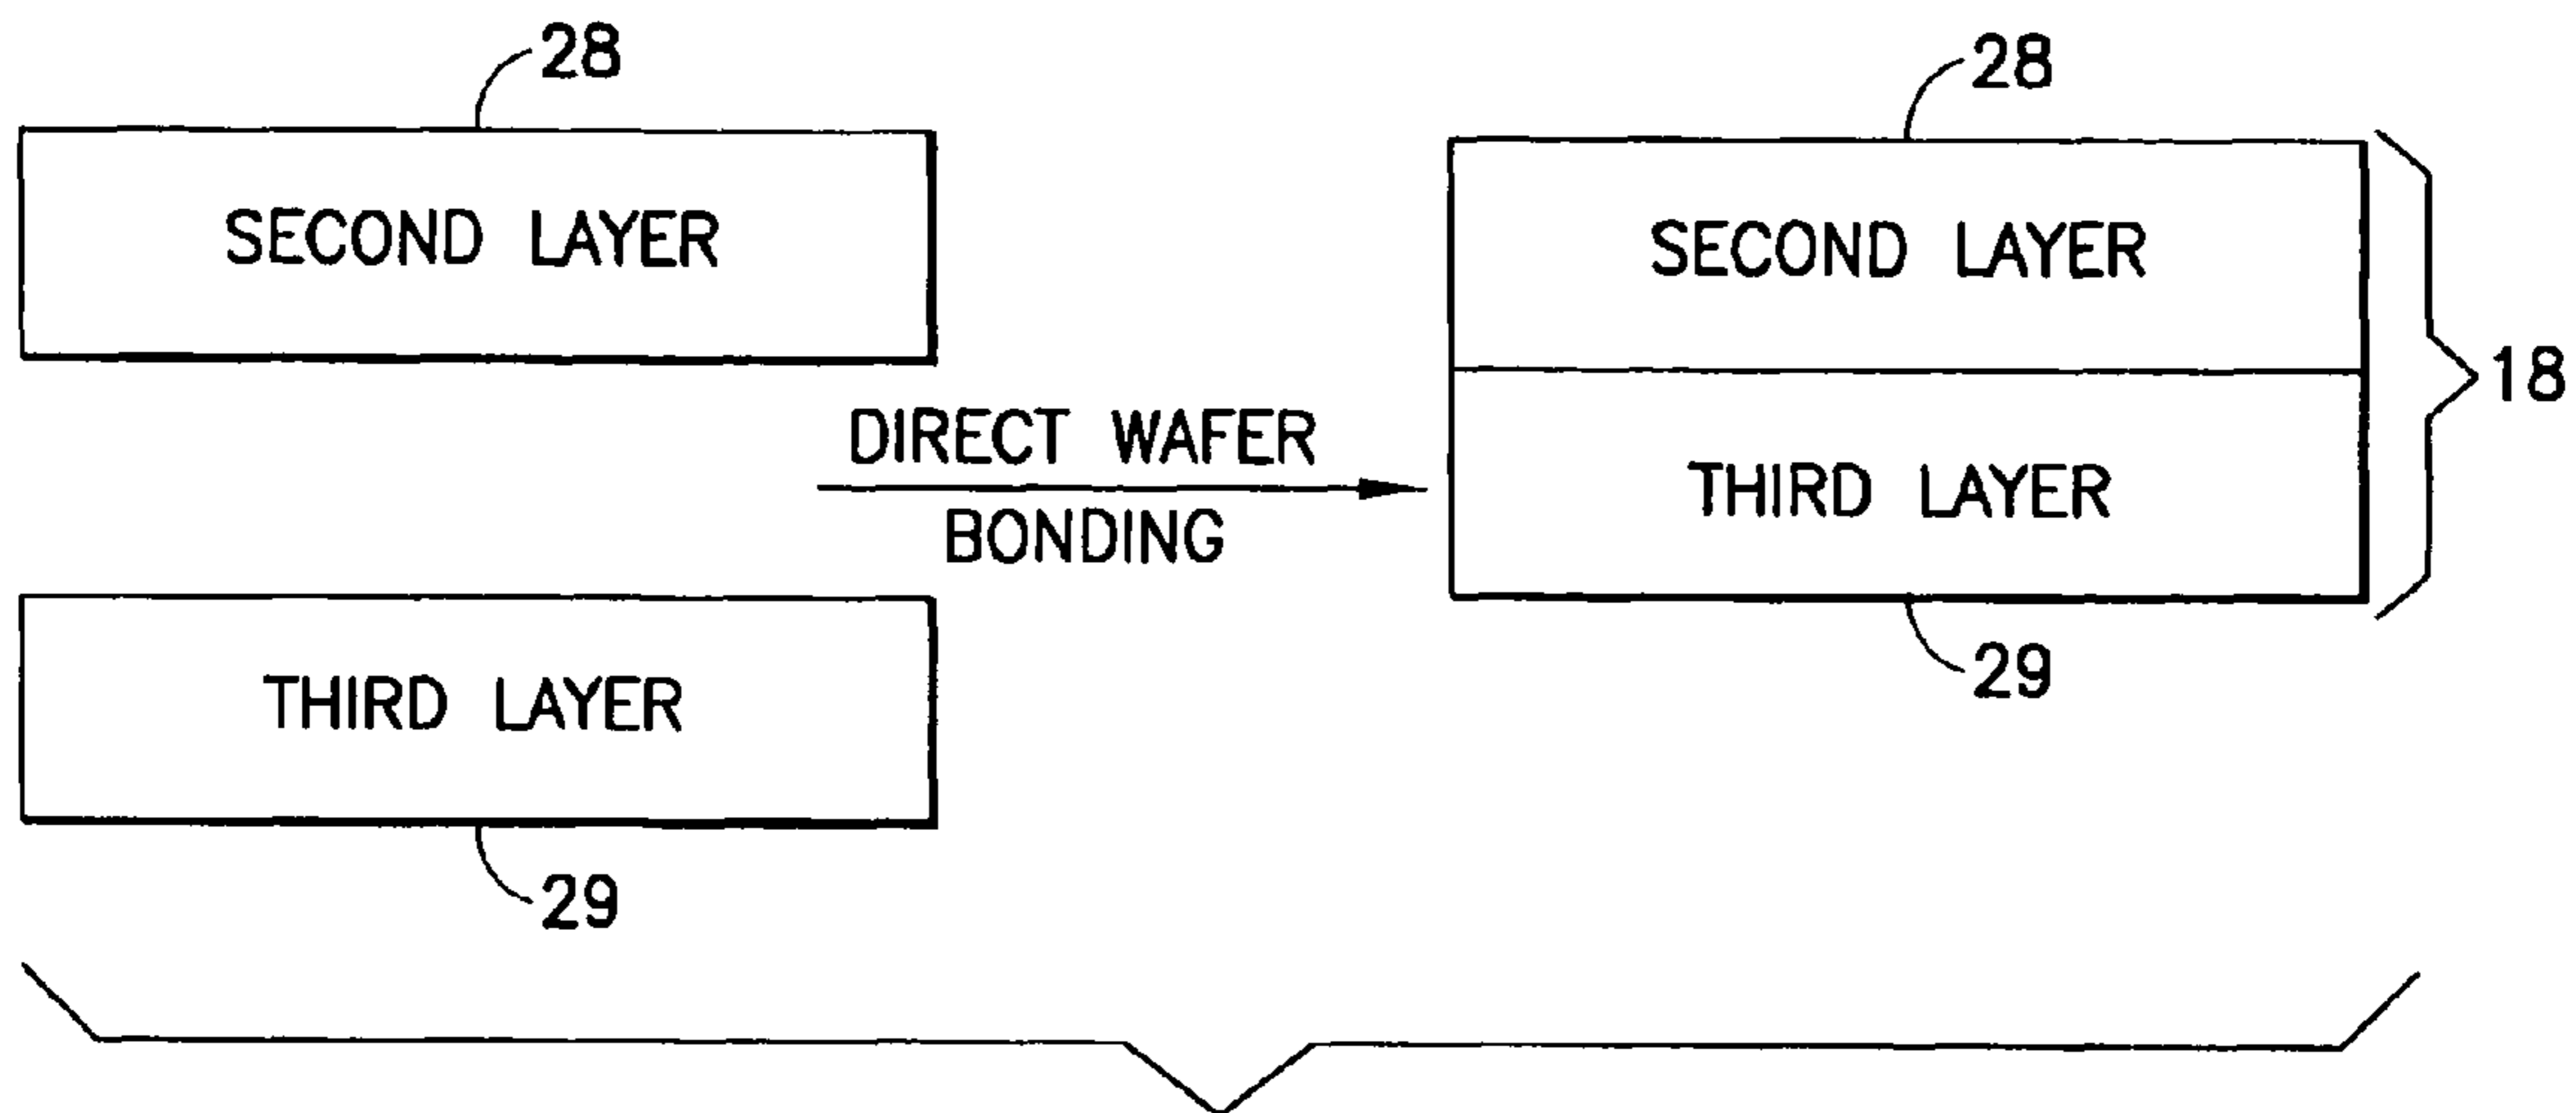 28
SECOND LAYER
THIRD LAYER
29
DIRECT WAFER
BONDING
28
SECOND LAYER
THIRD LAYER
29
18